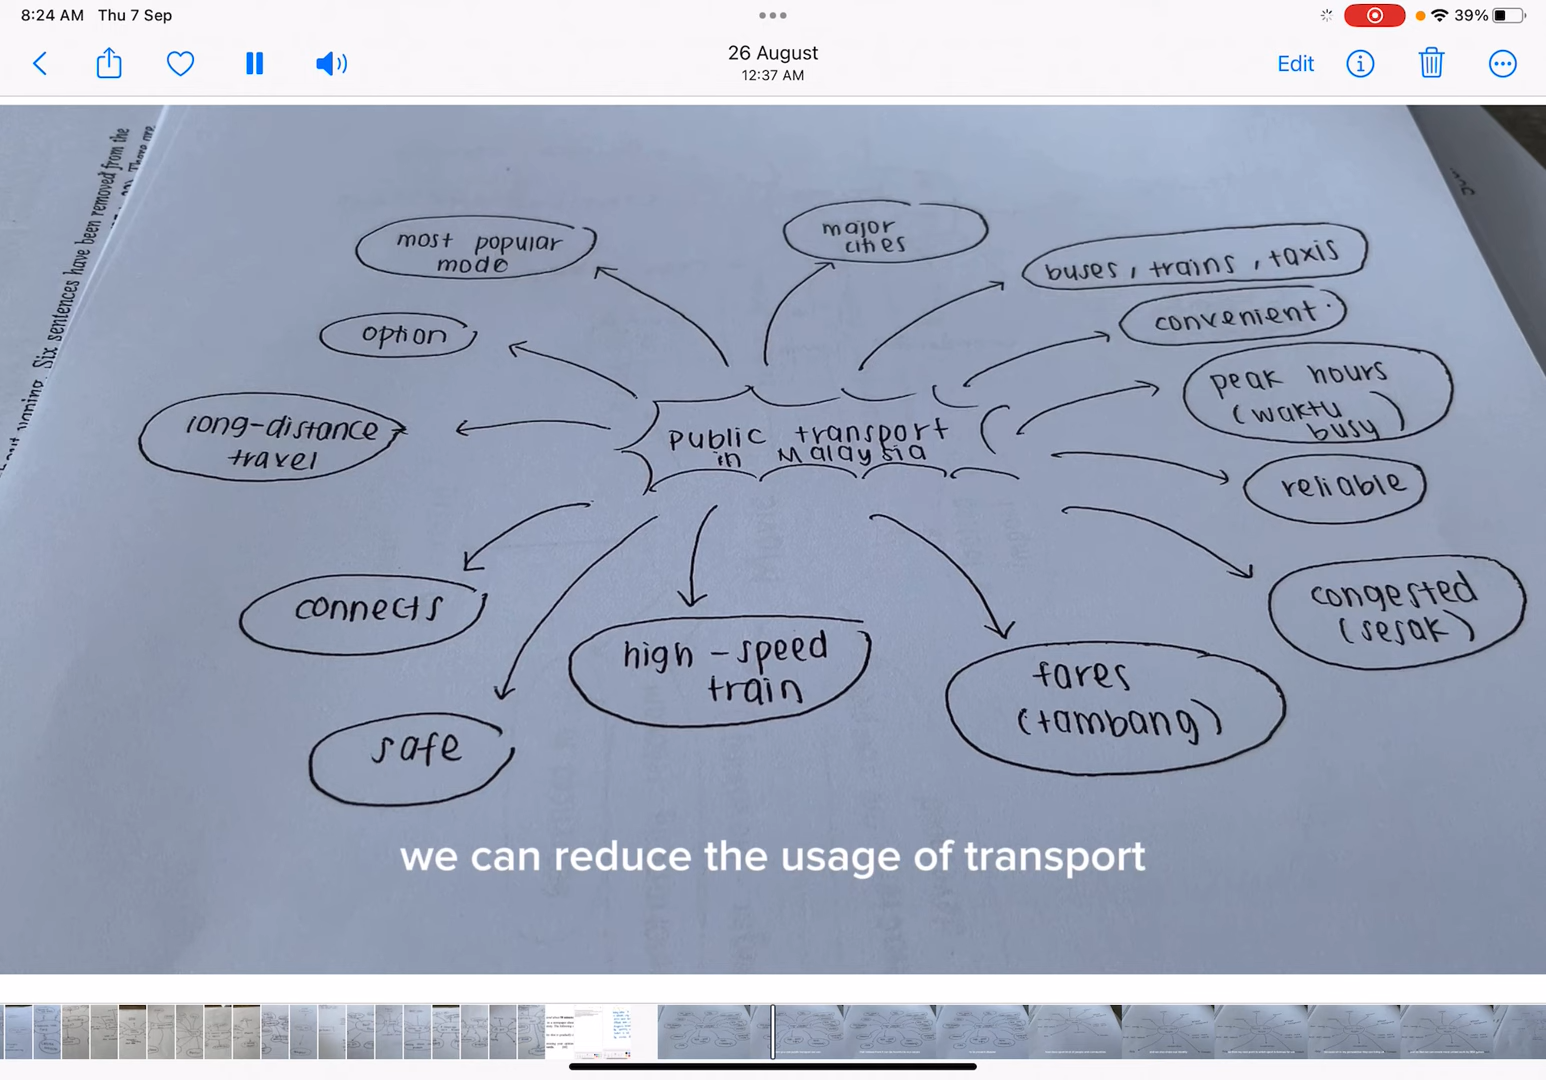 8:24 AM Thu 7 Sep
39%
26 August
12:37 AM
Edit
Six sentences have been removed from the
There are
most popular
mode
major
cities
buses, trains, taxis
option
convenient
peak hours
(waktu
busy)
long-distance
travel
public transport
in Malaysia
reliable
connects
high-speed
train
fares
(tambang)
congested
(sesak)
safe
we can reduce the usage of transport